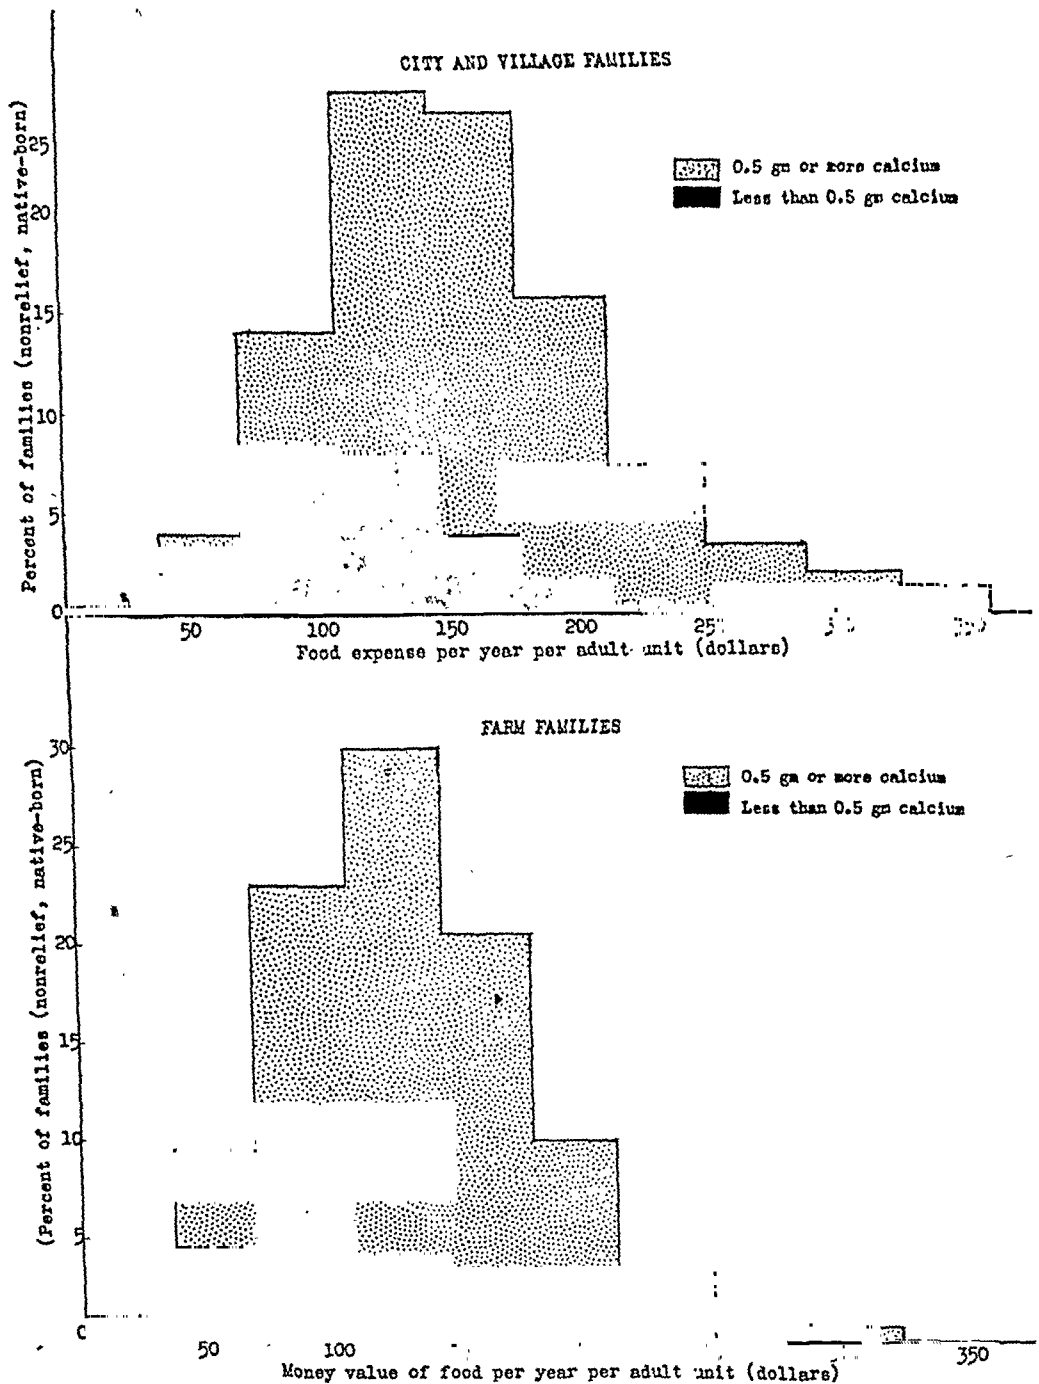 CITY AND VILLAGE FAMILIES
Percent of families (nonrelief, native-born)
25
20
15
10
5
0
0.5 gm or more calcium
Less than 0.5 gm calcium
50 100 150 200
Food expense per year per adult unit (dollars)
FARM FAMILIES
(Percent of families (nonrelief, native-born)
30
25
20
15
10
5
0.5 gm or more calcium
Less than 0.5 gm calcium
50 100 350
Money value of food per year per adult unit (dollars)